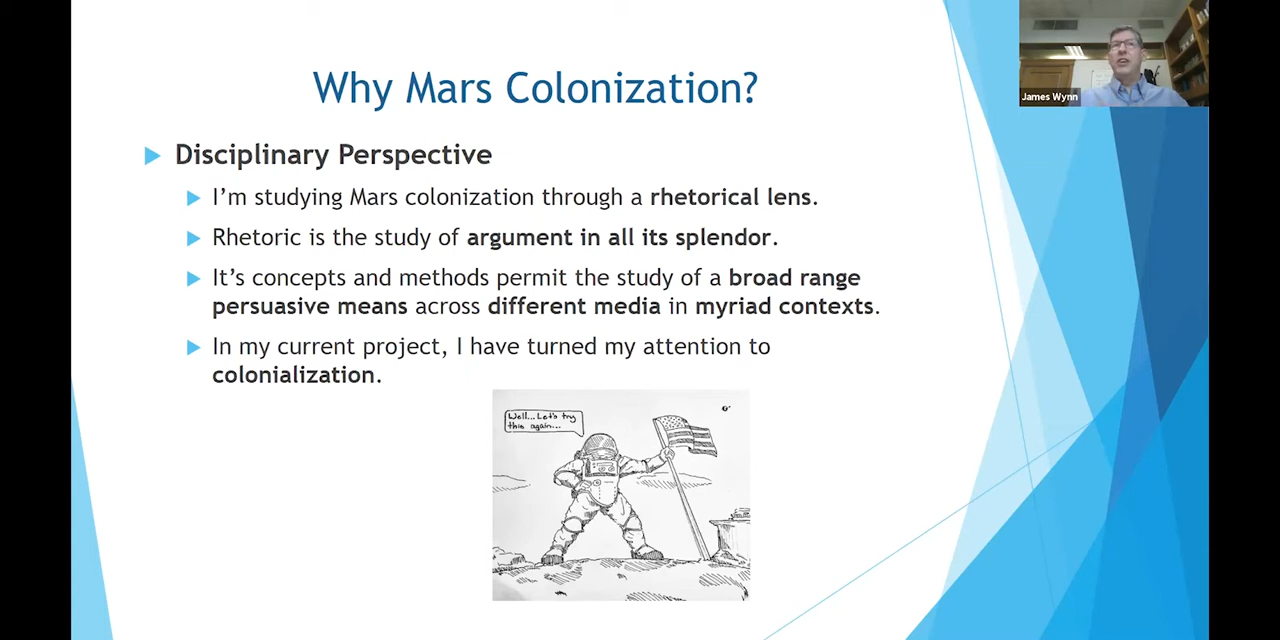 Why Mars Colonization?
James Wynn
Disciplinary Perspective
I'm studying Mars colonization through a rhetorical lens.
Rhetoric is the study of argument in all its splendor.
It's concepts and methods permit the study of a broad range
persuasive means across different media in myriad contexts.
In my current project, I have turned my attention to
colonialization.
Well... Let's try
this again...